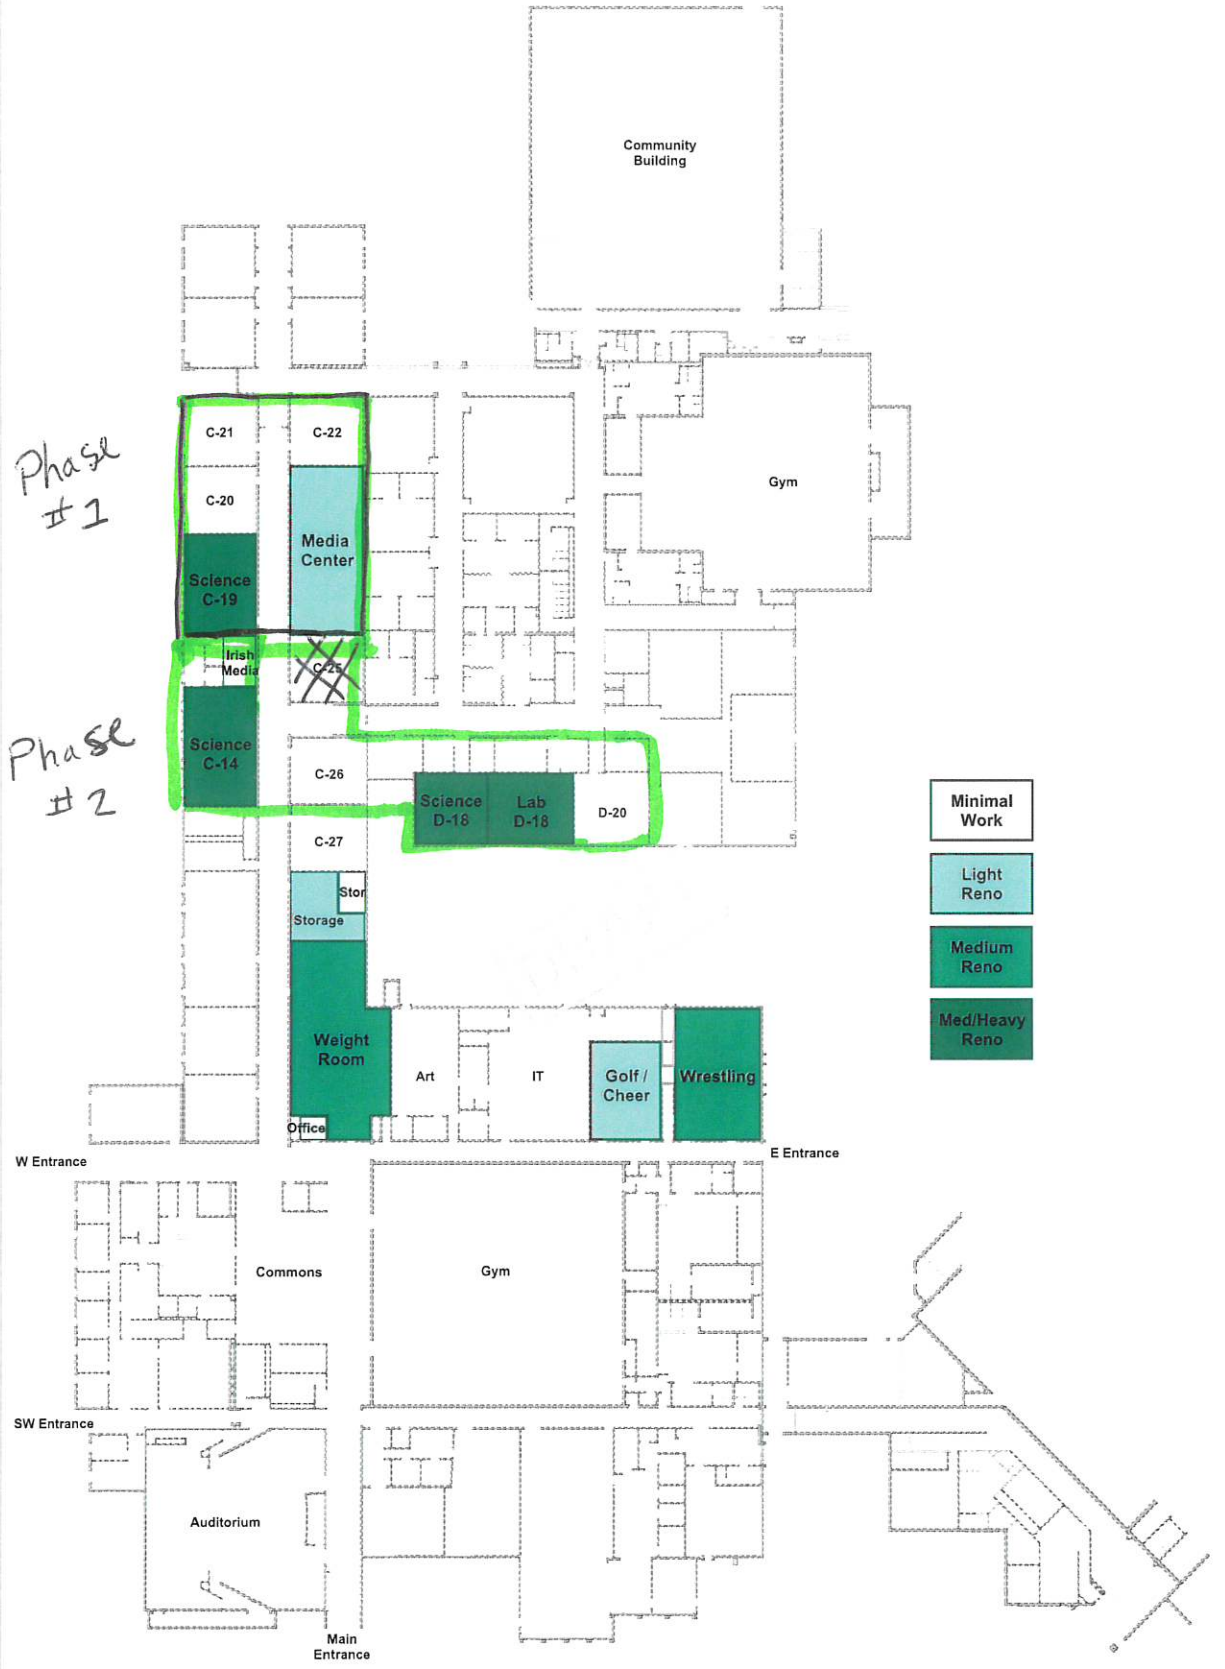 Community
Building
C-21
C-22
Phase
#1
C-20
Gym
Media
Center
Science
C-19
Irish
Media
C-25
Phase
#2
Science
C-14
C-26
Science
D-18
Lab
D-18
D-20
Minimal
Work
C-27
Light
Reno
Stor
Storage
Medium
Reno
Med/Heavy
Reno
Weight
Room
Art
IT
Golf /
Cheer
Wrestling
Office
W Entrance
E Entrance
Commons
Gym
SW Entrance
Auditorium
Main
Entrance